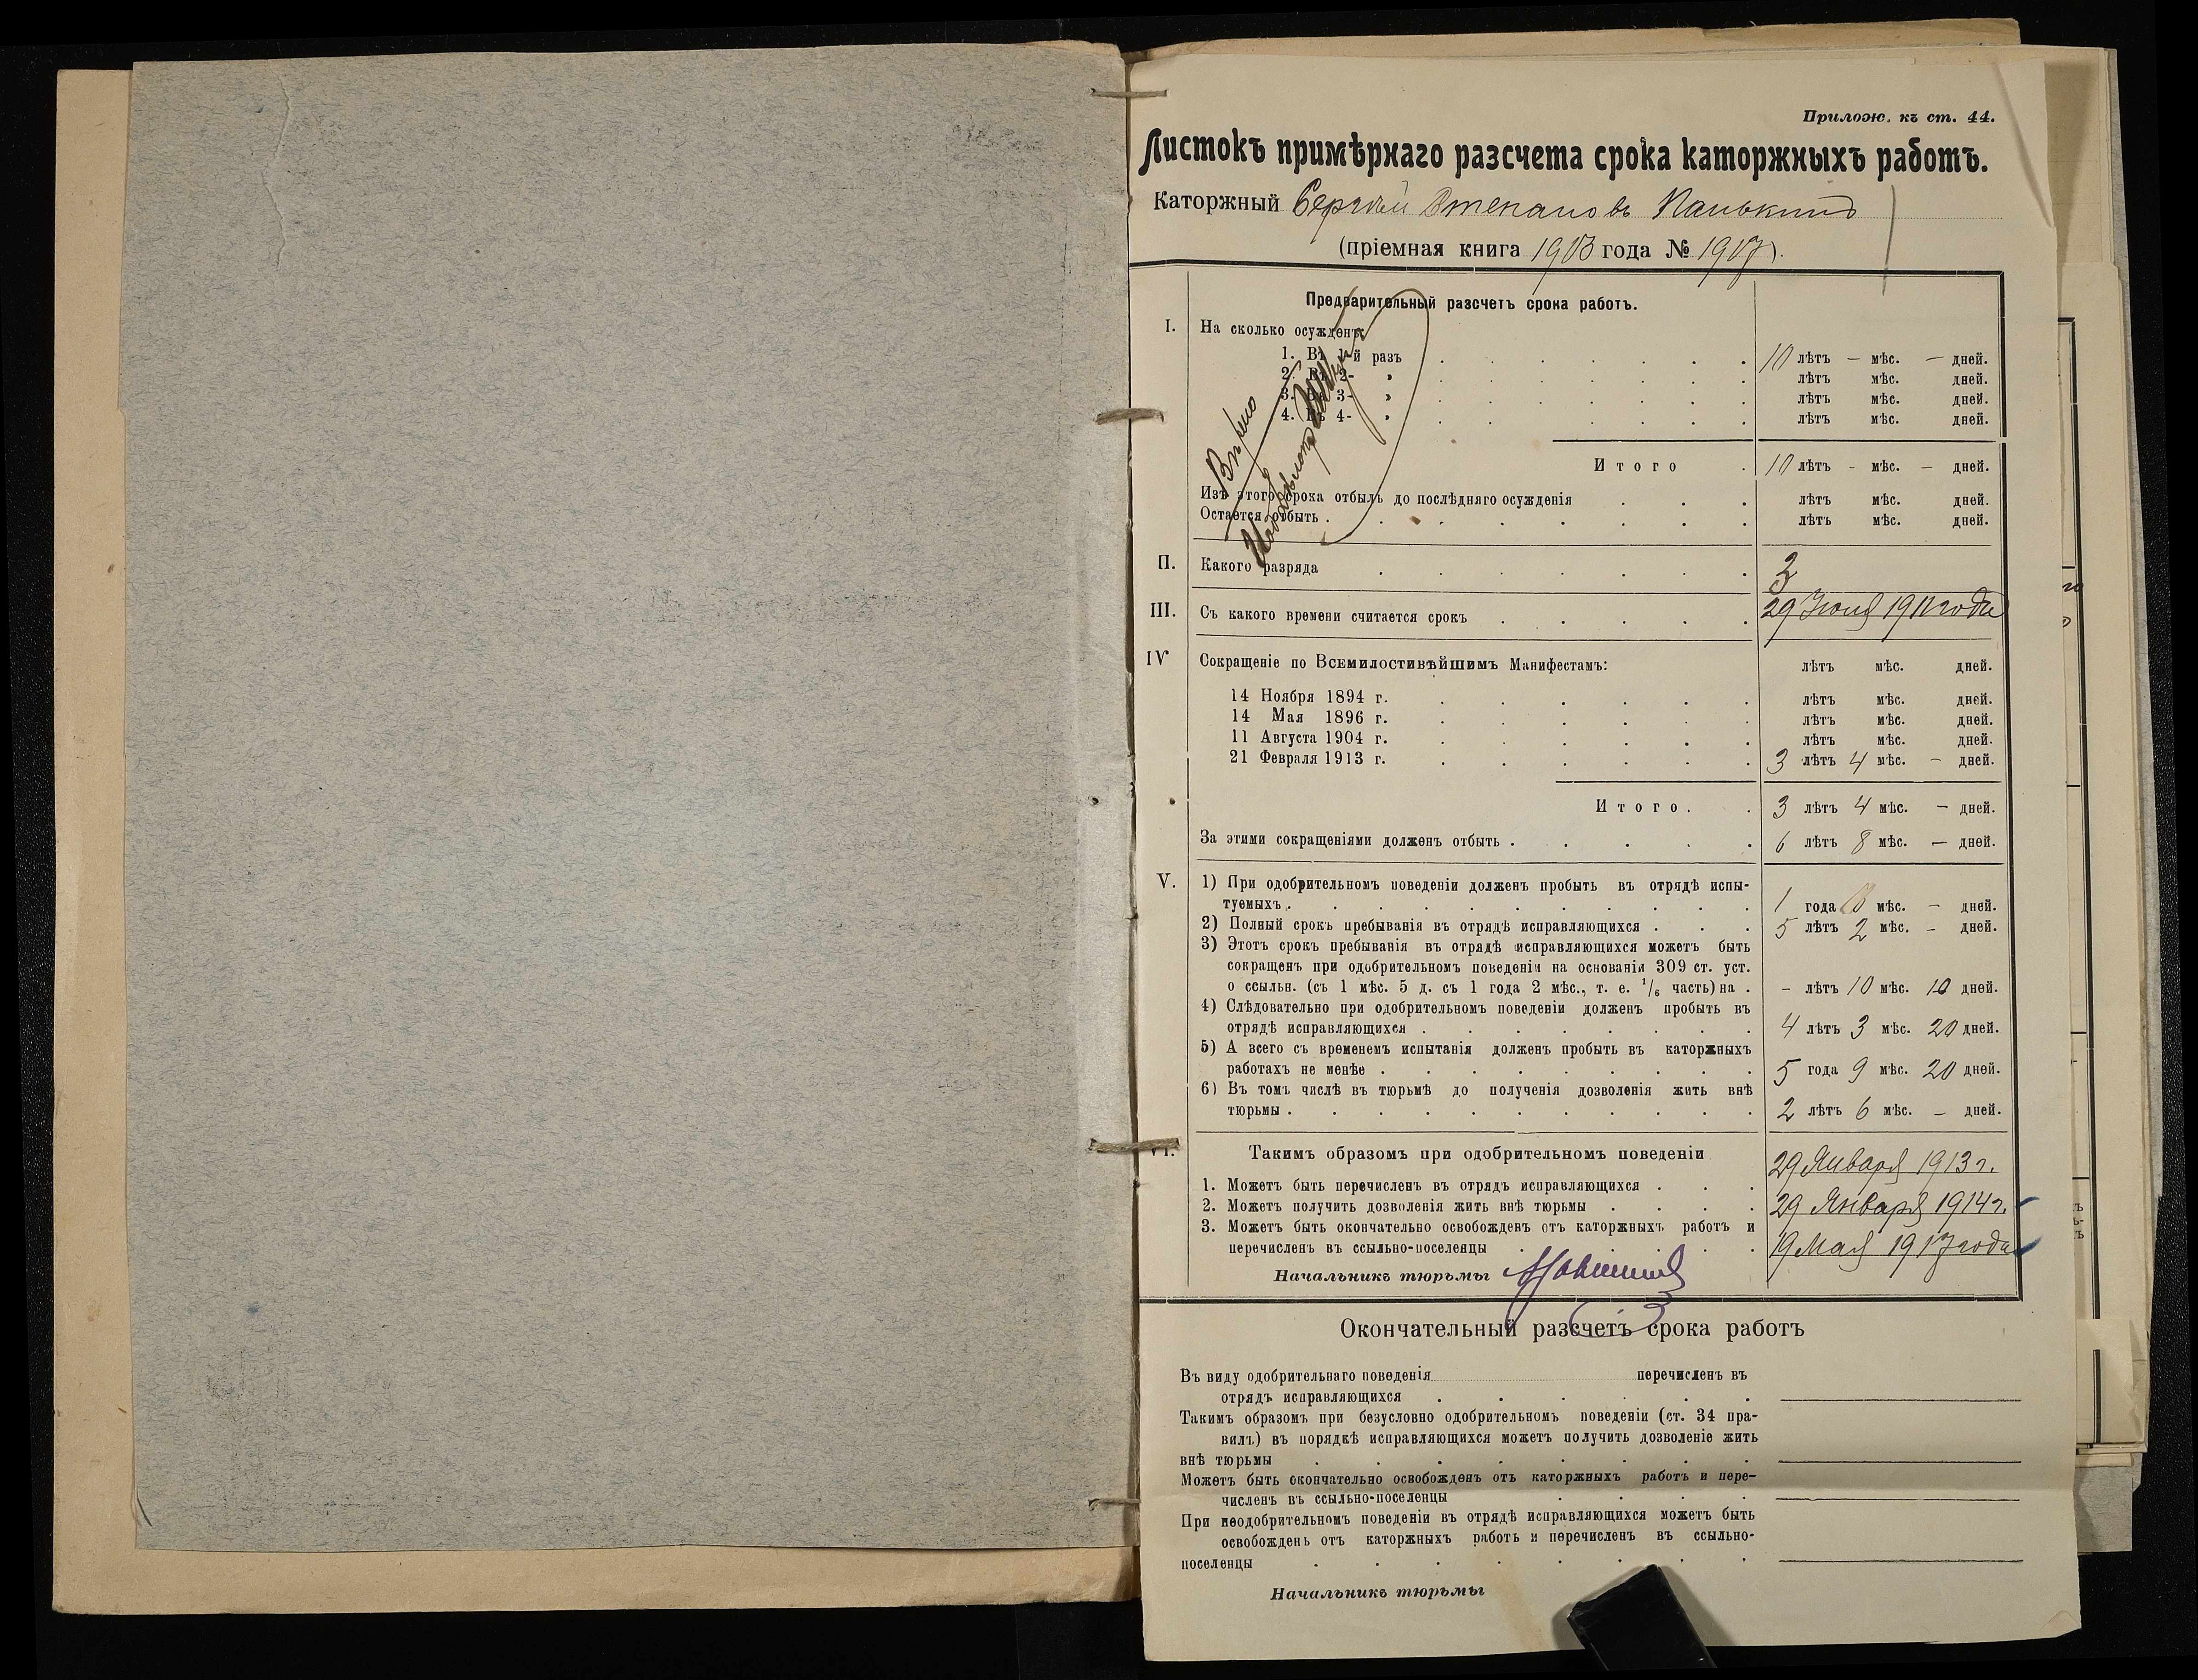 Прилож. къ ст. 44.
Листокъ примѣрнаго разсчета срока каторжныхъ работъ.
Каторжный Сергѣй Степановъ Панькинъ
(пріемная книга 1913 года № 1917).
Предварительный разсчетъ срока работъ.
I. На сколько осужденъ:
1. Въ 1-й разъ 10 лѣтъ — мѣс. — дней.
2. Въ 2- » лѣтъ мѣс. дней.
3. Въ 3- » лѣтъ мѣс. дней.
4. Въ 4- » лѣтъ мѣс. дней.
Итого 10 лѣтъ - мѣс. — дней.
Изъ этого срока отбылъ до послѣдняго осужденія лѣтъ мѣс. дней.
Остается отбыть . лѣтъ мѣс. дней.
Вѣрно
II. Какого разряда 3
III. Съ какого времени считается срокъ 29 Іюля 1911 года
IV Сокращеніе по Всемилостивѣйшимъ Манифестамъ: лѣтъ мѣс. дней.
14 Ноября 1894 г. лѣтъ мѣс. дней.
14 Мая 1896 г. лѣтъ мѣс. дней.
11 Августа 1904 г. лѣтъ мѣс. дней.
21 Февраля 1913 г. 3 лѣтъ 4 мѣс. — дней.
Итого. 3 лѣтъ 4 мѣс. — дней.
За этими сокращеніями долженъ отбыть . 6 лѣтъ 8 мѣс. — дней.
V. 1) При одобрительномъ поведеніи долженъ пробыть въ отрядѣ испы-
туемыхъ . 1 года мѣс. — дней.
2) Полный срокъ пребыванія въ отрядѣ исправляющихся . 5 лѣтъ 2 мѣс. — дней.
3) Этотъ срокъ пребыванія въ отрядѣ исправляющихся можетъ быть
сокращенъ при одобрительномъ поведеніи на основаніи 309 ст. уст.
о ссыльн. (съ 1 мѣс. 5 д. съ 1 года 2 мѣс., т. е. 1/6 часть) на . — лѣтъ 10 мѣс. 10 дней.
4) Слѣдовательно при одобрительномъ поведеніи долженъ пробыть въ
отрядѣ исправляющихся . 4 лѣтъ 3 мѣс. 20 дней.
5) А всего съ временемъ испытанія долженъ пробыть въ каторжныхъ
работахъ не менѣе . 5 года 9 мѣс. 20 дней.
6) Въ томъ числѣ въ тюрьмѣ до полученія дозволенія жить внѣ
тюрьмы . 2 лѣтъ 6 мѣс. — дней.
VI. Такимъ образомъ при одобрительномъ поведеніи
1. Можетъ быть перечисленъ въ отрядъ исправляющихся . 29 Января 1913 г.
2. Можетъ получить дозволенія жить внѣ тюрьмы 29 Января 1914 г.
3. Можетъ быть окончательно освобожденъ отъ каторжныхъ работъ и
перечисленъ въ ссыльно-поселенцы 19 Мая 1917 года
Начальникъ тюрьмы
Окончательный разсчетъ срока работъ
Въ виду одобрительнаго поведенія перечисленъ въ
отрядъ исправляющихся
Такимъ образомъ при безусловно одобрительномъ поведеніи (ст. 34 пра-
вилъ) въ порядкѣ исправляющихся можетъ получить дозволеніе жить
внѣ тюрьмы
Можетъ быть окончательно освобожденъ отъ каторжныхъ работъ и пере-
численъ въ ссыльно-поселенцы
При неодобрительномъ поведеніи въ отрядѣ исправляющихся можетъ быть
освобожденъ отъ каторжныхъ работъ и перечисленъ въ ссыльно-
поселенцы
Начальникъ тюрьмы